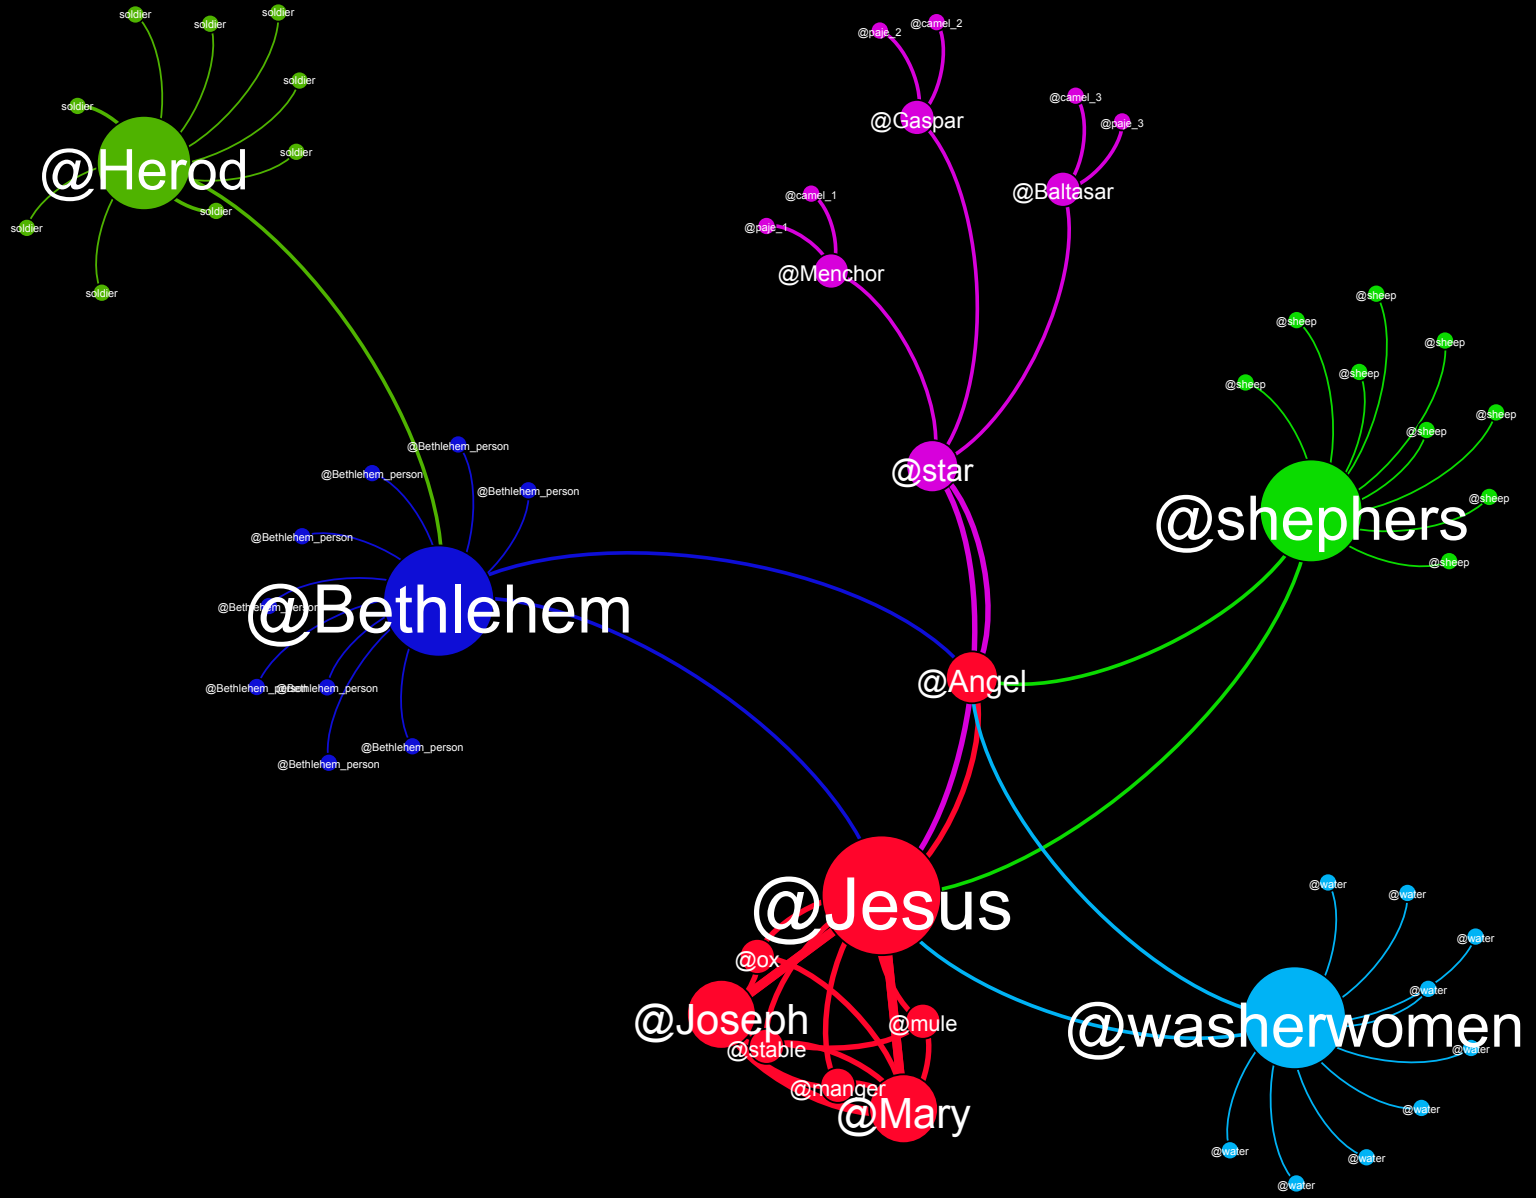 soldier
soldier
soldier
soldier
soldier
soldier
soldier
soldier
soldier
@Herod
@paje_2
@camel_2
@Gaspar
@camel_3
@paje_3
@Baltasar
@camel_1
@paje_1
@Menchor
@star
@sheep
@sheep
@sheep
@sheep
@sheep
@sheep
@sheep
@sheep
@sheep
@shephers
@Bethlehem_person
@Bethlehem_person
@Bethlehem_person
@Bethlehem_person
@Bethlehem_person
@Bethlehem
@Bethlehem_person
@Bethlehem_person
@Bethlehem_person
@Bethlehem_person
@Angel
@Jesus
@ox
@Joseph
@mule
@stable
@manger
@Mary
@water
@water
@water
@water
@washerwomen
@water
@water
@water
@water
@water